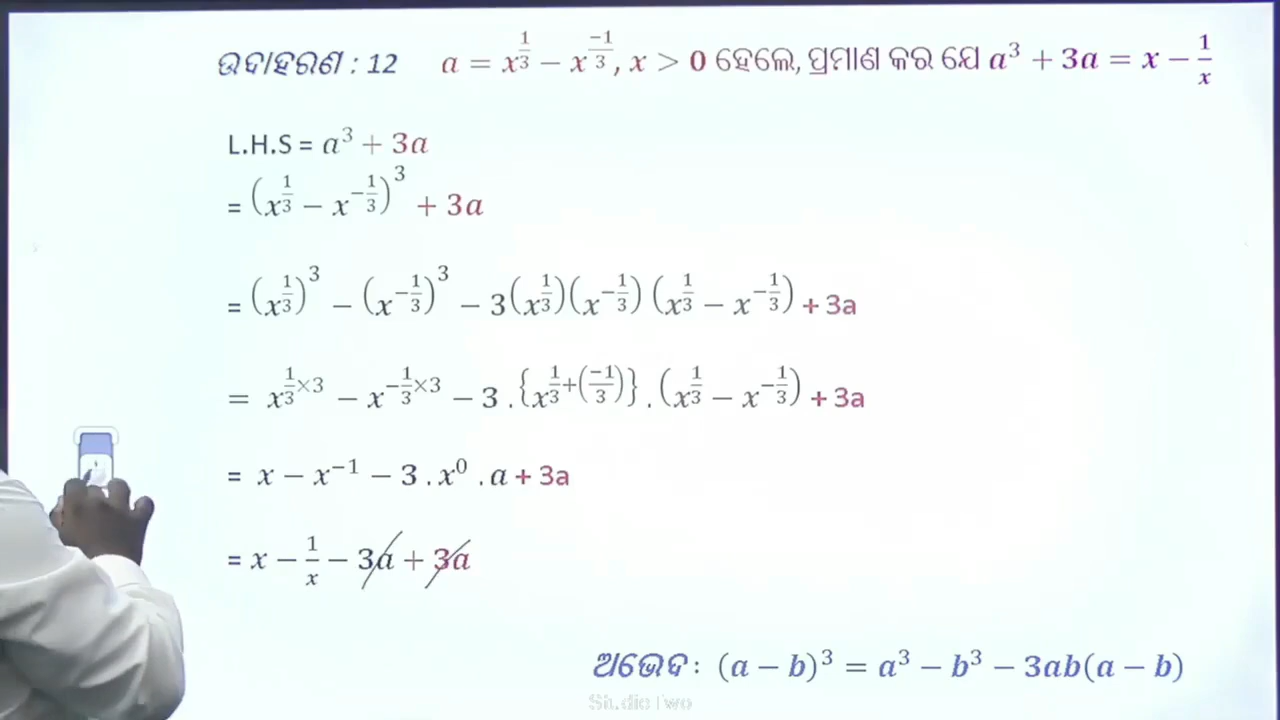 ଉଦାହରଣ : 12 a = x^{1/3} − x^{−1/3}, x > 0 ହେଲେ, ପ୍ରମାଣ କର ଯେ a³ + 3a = x − 1/x
L.H.S = a³ + 3a
= (x^{1/3} − x^{−1/3})³ + 3a
= (x^{1/3})³ − (x^{−1/3})³ − 3(x^{1/3})(x^{−1/3})(x^{1/3} − x^{−1/3}) + 3a
= x^{1/3×3} − x^{−1/3×3} − 3 . {x^{1/3+(−1/3)}} . (x^{1/3} − x^{−1/3}) + 3a
= x − x⁻¹ − 3 . x⁰ . a + 3a
= x − 1/x − 3a + 3a
ଅଭେଦ : (a − b)³ = a³ − b³ − 3ab(a − b)